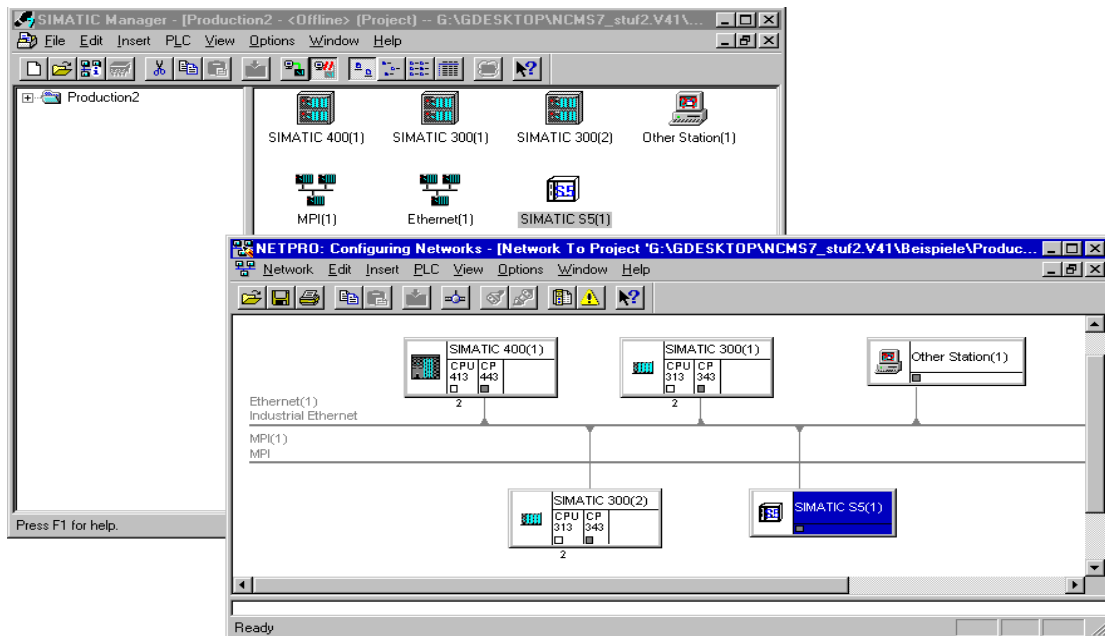 SIMATIC Manager - [Production2 - <Offline> (Project) -- G:\GDESKTOP\NCMS7_stuf2.V41\...
File Edit Insert PLC View Options Window Help
Production2
SIMATIC 400(1) SIMATIC 300(1) SIMATIC 300(2) Other Station(1)
S5
MPI(1) Ethernet(1) SIMATIC S5(1)
Press F1 for help.
NETPRO: Configuring Networks - [Network To Project 'G:\GDESKTOP\NCMS7_stuf2.V41\Beispiele\Produc...
Network Edit Insert PLC View Options Window Help
SIMATIC 400(1)
CPU CP
413 443
2
SIMATIC 300(1)
CPU CP
313 343
2
Other Station(1)
Ethernet(1)
Industrial Ethernet
MPI(1)
MPI
SIMATIC 300(2)
CPU CP
313 343
2
S5
SIMATIC S5(1)
Ready